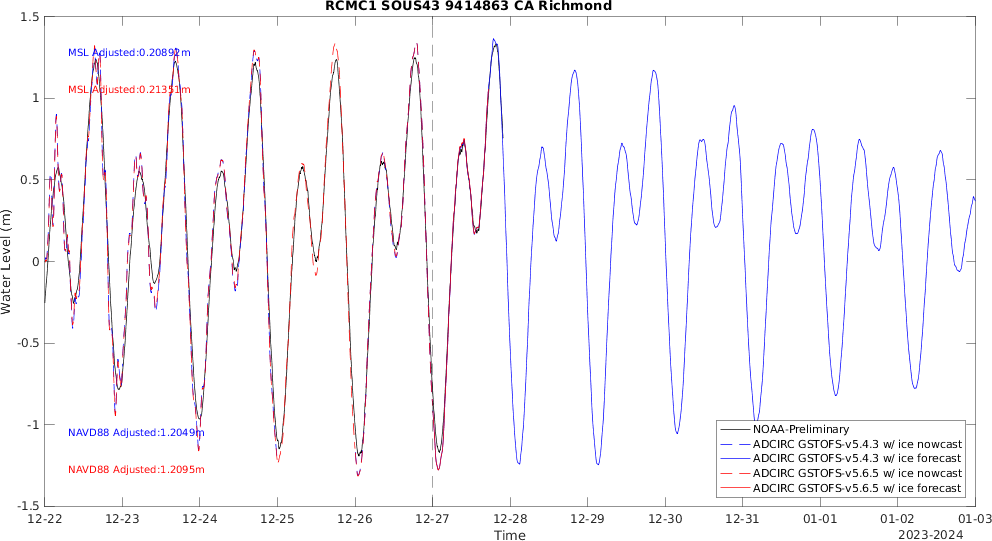 RCMC1 SOUS43 9414863 CA Richmond
1.5
1
0.5
0
-0.5
-1
-1.5
Water Level (m)
MSL Adjusted:0.20892m
MSL Adjusted:0.21351m
NAVD88 Adjusted:1.2049m
NAVD88 Adjusted:1.2095m
NOAA-Preliminary
ADCIRC GSTOFS-v5.4.3 w/ ice nowcast
ADCIRC GSTOFS-v5.4.3 w/ ice forecast
ADCIRC GSTOFS-v5.6.5 w/ ice nowcast
ADCIRC GSTOFS-v5.6.5 w/ ice forecast
12-22 12-23 12-24 12-25 12-26 12-27 12-28 12-29 12-30 12-31 01-01 01-02 01-03
Time
2023-2024